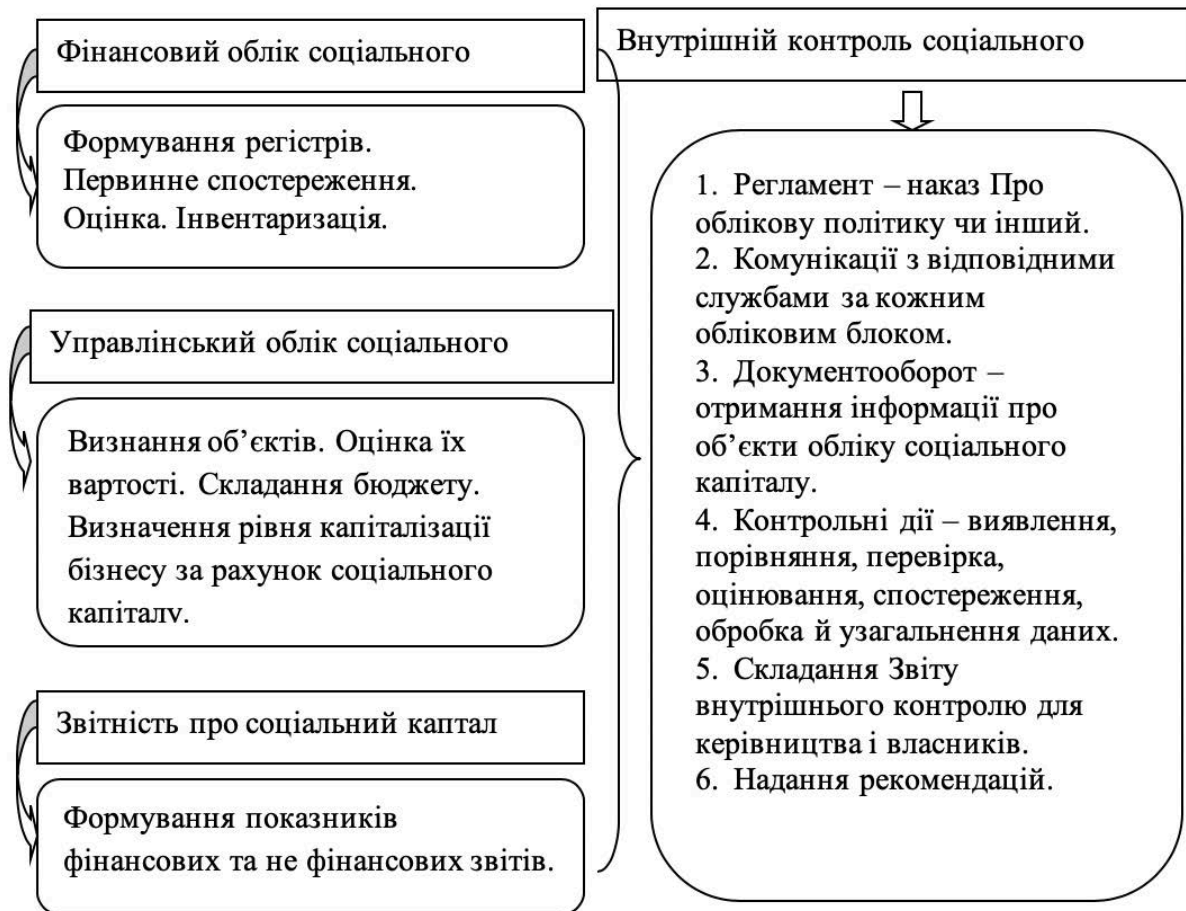 Фінансовий облік соціального
Формування регістрів.
Первинне спостереження.
Оцінка. Інвентаризація.
Управлінський облік соціального
Визнання об’єктів. Оцінка їх
вартості. Складання бюджету.
Визначення рівня капіталізації
бізнесу за рахунок соціального
капіталу.
Звітність про соціальний каптал
Формування показників
фінансових та не фінансових звітів.
Внутрішній контроль соціального
1. Регламент – наказ Про
облікову політику чи інший.
2. Комунікації з відповідними
службами за кожним
обліковим блоком.
3. Документооборот –
отримання інформації про
об’єкти обліку соціального
капіталу.
4. Контрольні дії – виявлення,
порівняння, перевірка,
оцінювання, спостереження,
обробка й узагальнення даних.
5. Складання Звіту
внутрішнього контролю для
керівництва і власників.
6. Надання рекомендацій.